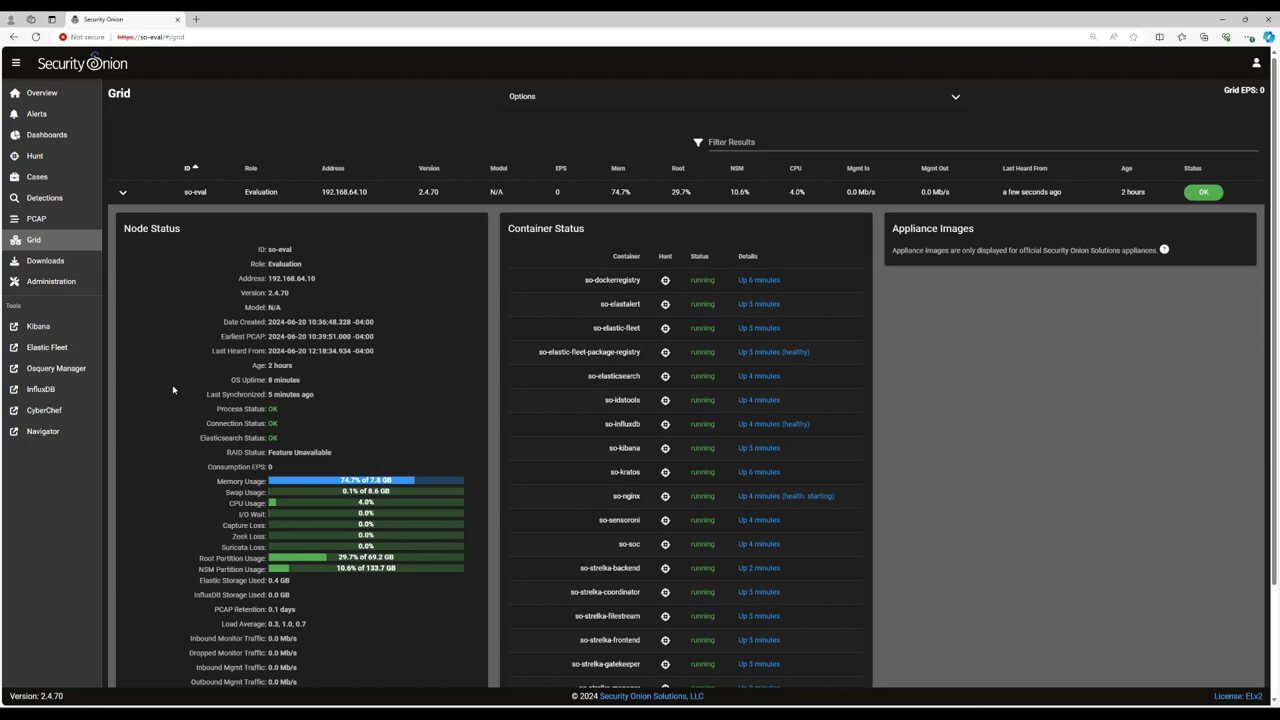 Security Onion
Not secure https://so-eval/#/grid
Security Onion
Overview
Alerts
Dashboards
Hunt
Cases
Detections
PCAP
Grid
Downloads
Administration
Tools
Kibana
Elastic Fleet
Osquery Manager
InfluxDB
CyberChef
Navigator
Grid
Options
Grid EPS: 0
Filter Results
ID Role Address Version Model EPS Mem Root NSM CPU Mgmt In Mgmt Out Last Heard From Age Status
so-eval Evaluation 192.168.64.10 2.4.70 N/A 0 74.7% 29.7% 10.6% 4.0% 0.0 Mb/s 0.0 Mb/s a few seconds ago 2 hours OK
Node Status
ID: so-eval
Role: Evaluation
Address: 192.168.64.10
Version: 2.4.70
Model: N/A
Date Created: 2024-06-20 10:36:48.328 -04:00
Earliest PCAP: 2024-06-20 10:39:51.000 -04:00
Last Heard From: 2024-06-20 12:18:34.934 -04:00
Age: 2 hours
OS Uptime: 8 minutes
Last Synchronized: 5 minutes ago
Process Status: OK
Connection Status: OK
Elasticsearch Status: OK
RAID Status: Feature Unavailable
Consumption EPS: 0
Memory Usage: 74.7% of 7.8 GB
Swap Usage: 0.1% of 8.6 GB
CPU Usage: 4.0%
I/O Wait: 0.0%
Capture Loss: 0.0%
Zeek Loss: 0.0%
Suricata Loss: 0.0%
Root Partition Usage: 29.7% of 69.2 GB
NSM Partition Usage: 10.6% of 133.7 GB
Elastic Storage Used: 0.4 GB
InfluxDB Storage Used: 0.0 GB
PCAP Retention: 0.1 days
Load Average: 0.3, 1.0, 0.7
Inbound Monitor Traffic: 0.0 Mb/s
Dropped Monitor Traffic: 0.0 Mb/s
Inbound Mgmt Traffic: 0.0 Mb/s
Outbound Mgmt Traffic: 0.0 Mb/s
Container Status
Container Hunt Status Details
so-dockerregistry running Up 6 minutes
so-elastalert running Up 3 minutes
so-elastic-fleet running Up 3 minutes
so-elastic-fleet-package-registry running Up 3 minutes (healthy)
so-elasticsearch running Up 4 minutes
so-idstools running Up 4 minutes
so-influxdb running Up 4 minutes (healthy)
so-kibana running Up 3 minutes
so-kratos running Up 6 minutes
so-nginx running Up 4 minutes (health: starting)
so-sensoroni running Up 4 minutes
so-soc running Up 4 minutes
so-strelka-backend running Up 2 minutes
so-strelka-coordinator running Up 3 minutes
so-strelka-filestream running Up 3 minutes
so-strelka-frontend running Up 3 minutes
so-strelka-gatekeeper running Up 3 minutes
Appliance Images
Appliance Images are only displayed for official Security Onion Solutions appliances.
Version: 2.4.70
© 2024 Security Onion Solutions, LLC
License: ELv2